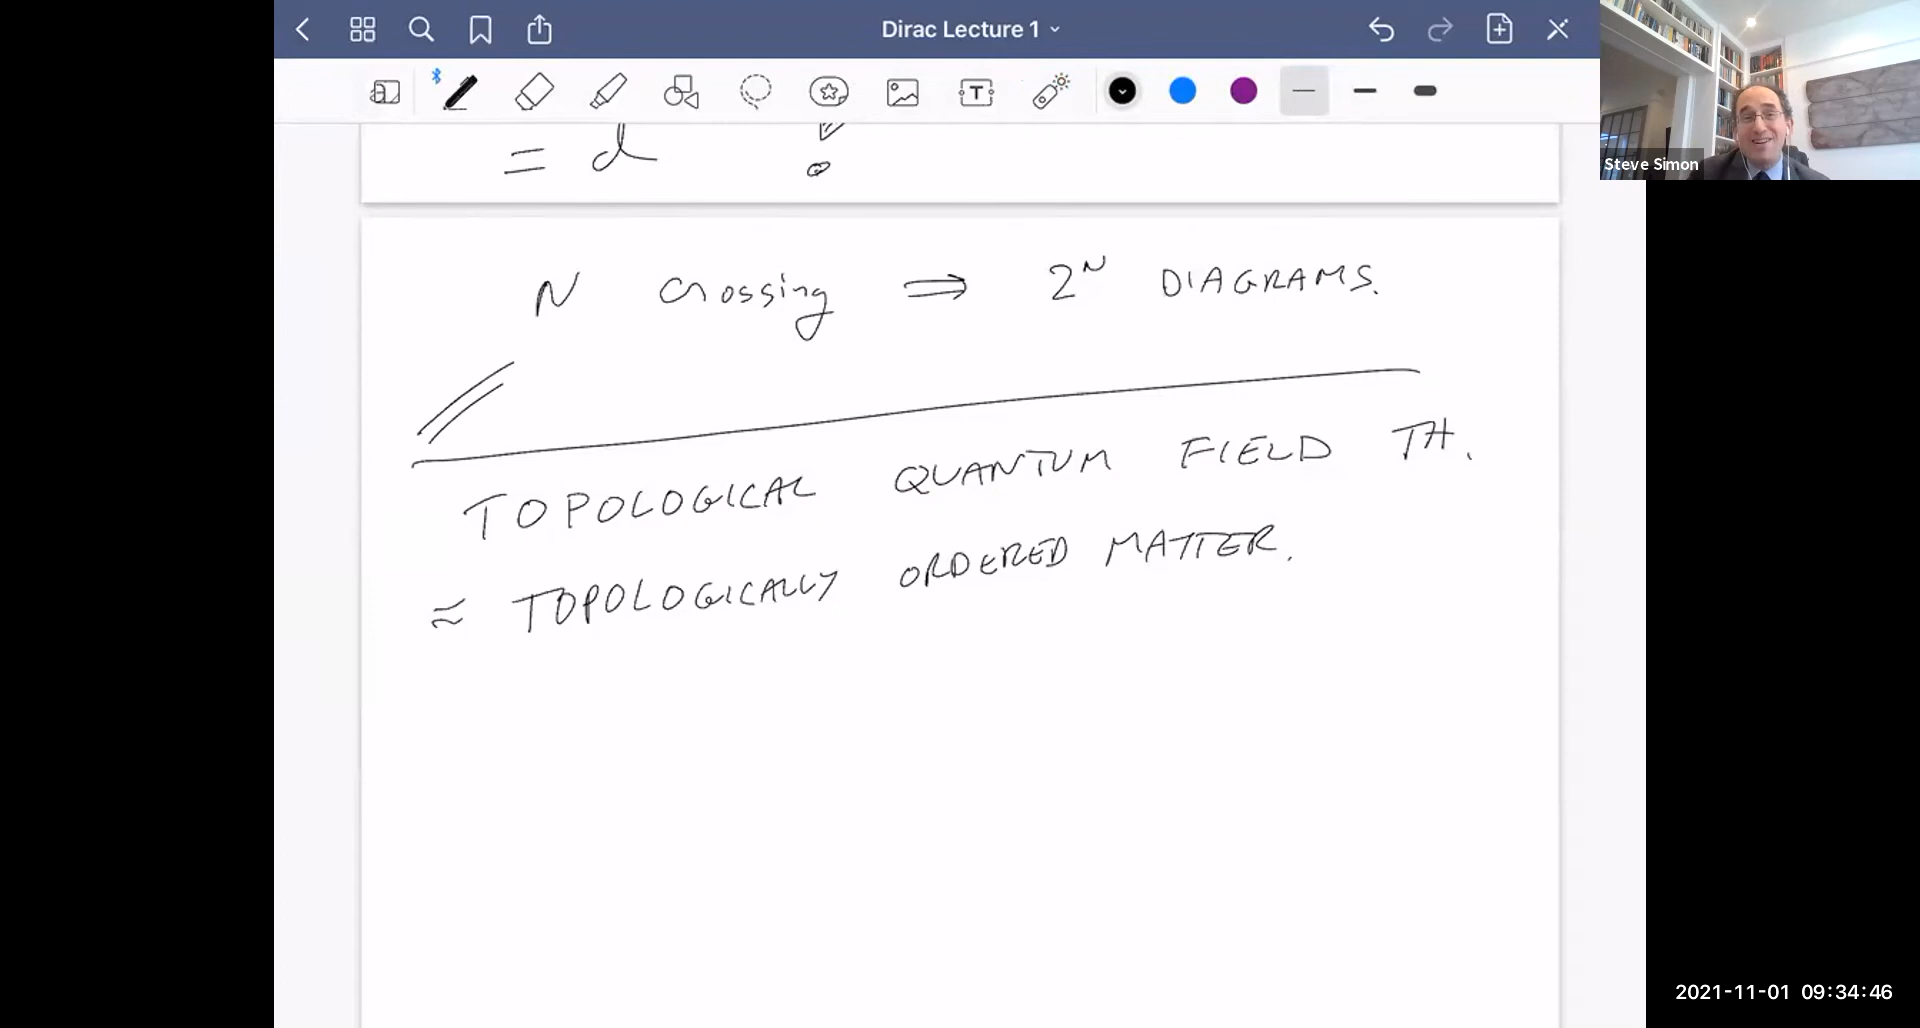 Dirac Lecture 1
T
Steve Simon
= d
N crossing ⇒ 2^N DIAGRAMS.
TOPOLOGICAL QUANTUM FIELD TH.
≈ TOPOLOGICALLY ORDERED MATTER.
2021-11-01 09:34:46